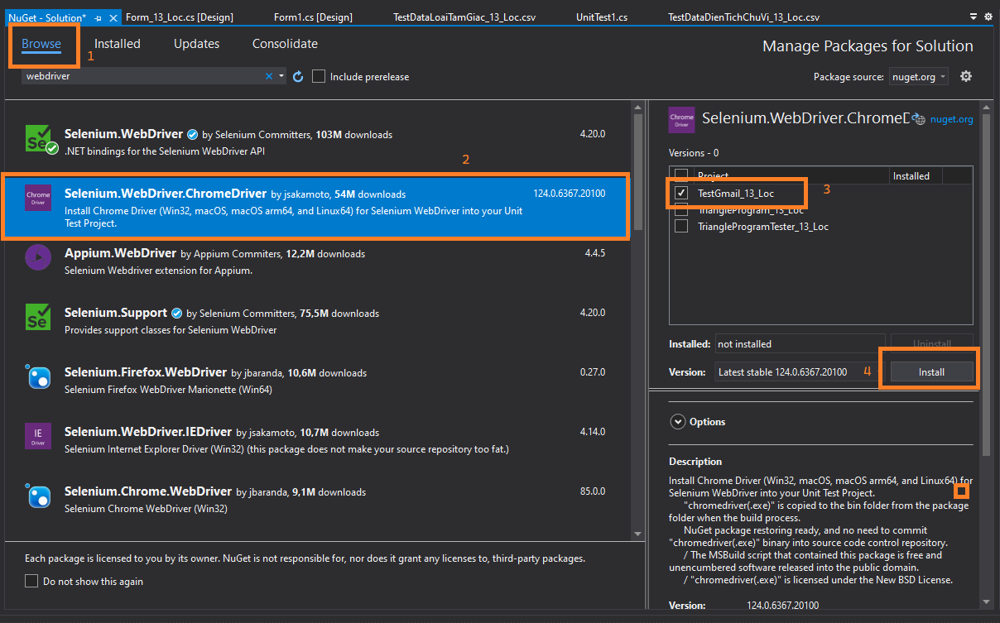 NuGet - Solution*
Form_13_Loc.cs [Design]
Form1.cs [Design]
TestDataLoaiTamGiac_13_Loc.csv
UnitTest1.cs
TestDataDienTichChuVi_13_Loc.csv
Browse
1
Installed
Updates
Consolidate
Manage Packages for Solution
webdriver
Include prerelease
Package source: nuget.org
Se
Selenium.WebDriver by Selenium Committers, 103M downloads
4.20.0
.NET bindings for the Selenium WebDriver API
2
Chrome
Driver
Selenium.WebDriver.ChromeDriver by jsakamoto, 54M downloads
124.0.6367.20100
Install Chrome Driver (Win32, macOS, macOS arm64, and Linux64) for Selenium WebDriver into your Unit
Test Project.
Appium.WebDriver by Appium Commiters, 12,2M downloads
4.4.5
Selenium Webdriver extension for Appium.
Se
Selenium.Support by Selenium Committers, 75,5M downloads
4.20.0
Provides support classes for Selenium WebDriver
Selenium.Firefox.WebDriver by jbaranda, 10,6M downloads
0.27.0
Selenium Firefox WebDriver Marionette (Win64)
IE
Driver
Selenium.WebDriver.IEDriver by jsakamoto, 10,7M downloads
4.14.0
Selenium Internet Explorer Driver (Win32) (this package does not make your source repository too fat.)
Selenium.Chrome.WebDriver by jbaranda, 9,1M downloads
85.0.0
Selenium Chrome WebDriver (Win32)
Each package is licensed to you by its owner. NuGet is not responsible for, nor does it grant any licenses to, third-party packages.
Do not show this again
Chrome
Driver
Selenium.WebDriver.ChromeD
nuget.org
Versions - 0
Project
Installed
TestGmail_13_Loc
3
TriangleProgram_13_Loc
TriangleProgramTester_13_Loc
Installed: not installed
Uninstall
Version: Latest stable 124.0.6367.20100
4
Install
Options
Description
Install Chrome Driver (Win32, macOS, macOS arm64, and Linux64) for
Selenium WebDriver into your Unit Test Project.
"chromedriver(.exe)" is copied to the bin folder from the package
folder when the build process.
NuGet package restoring ready, and no need to commit
"chromedriver(.exe)" binary into source code control repository.
/ The MSBuild script that contained this package is free and
unencumbered software released into the public domain.
/ "chromedriver(.exe)" is licensed under the New BSD License.
Version: 124.0.6367.20100